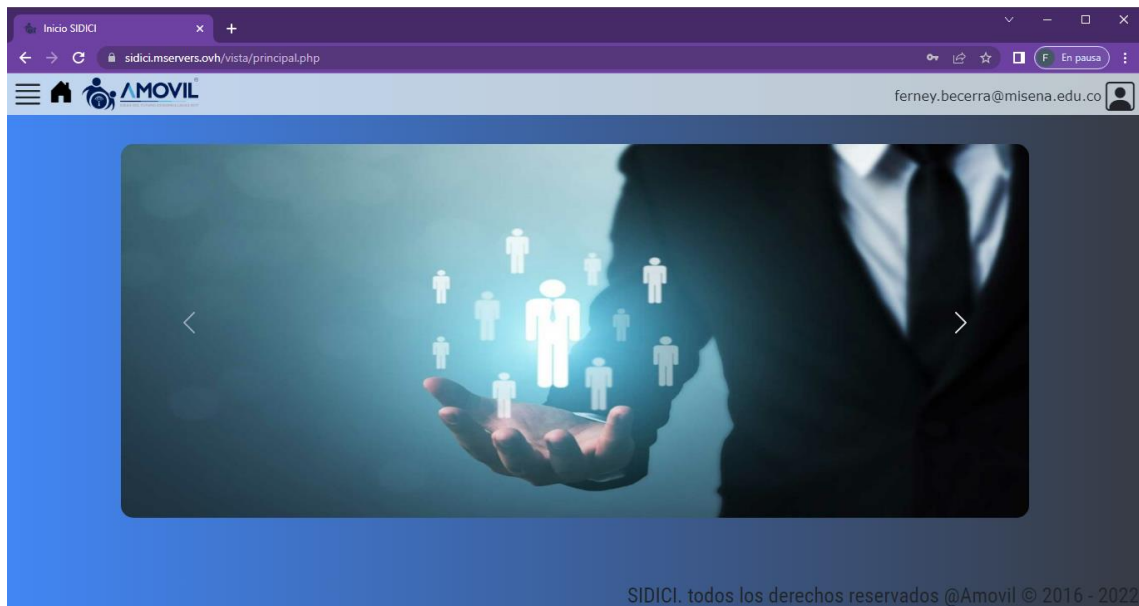 Inicio SIDICI
sidici.mservers.ovh/vista/principal.php
F En pausa
AMOVIL
ferney.becerra@misena.edu.co
SIDICI. todos los derechos reservados @Amovil © 2016 - 2022